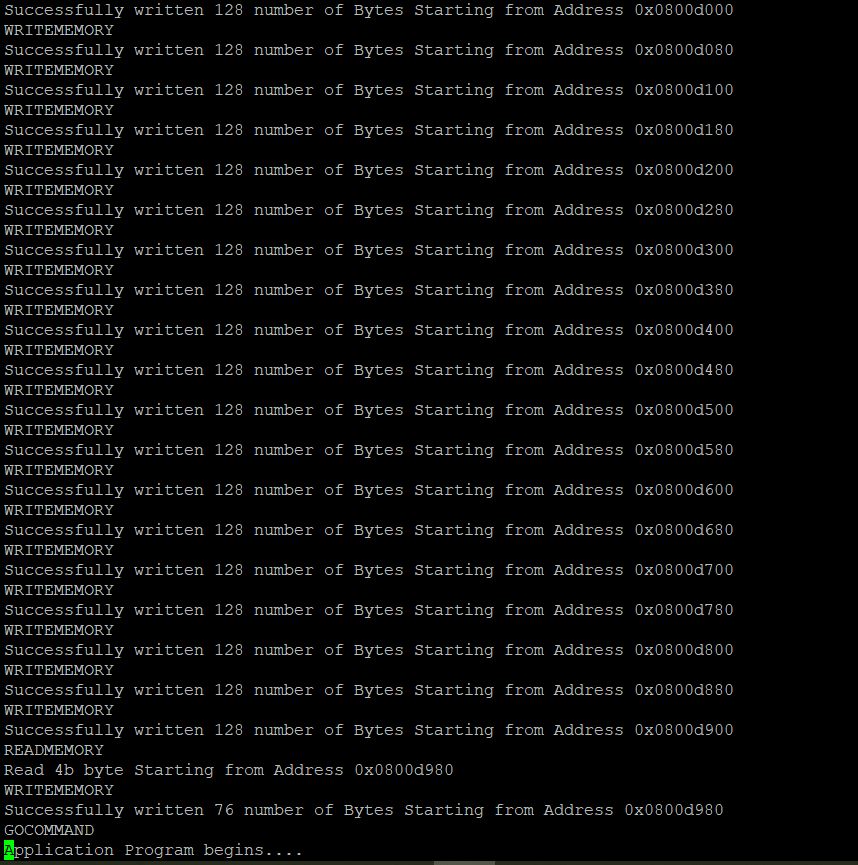 Successfully written 128 number of Bytes Starting from Address 0x0800d000
WRITEMEMORY
Successfully written 128 number of Bytes Starting from Address 0x0800d080
WRITEMEMORY
Successfully written 128 number of Bytes Starting from Address 0x0800d100
WRITEMEMORY
Successfully written 128 number of Bytes Starting from Address 0x0800d180
WRITEMEMORY
Successfully written 128 number of Bytes Starting from Address 0x0800d200
WRITEMEMORY
Successfully written 128 number of Bytes Starting from Address 0x0800d280
WRITEMEMORY
Successfully written 128 number of Bytes Starting from Address 0x0800d300
WRITEMEMORY
Successfully written 128 number of Bytes Starting from Address 0x0800d380
WRITEMEMORY
Successfully written 128 number of Bytes Starting from Address 0x0800d400
WRITEMEMORY
Successfully written 128 number of Bytes Starting from Address 0x0800d480
WRITEMEMORY
Successfully written 128 number of Bytes Starting from Address 0x0800d500
WRITEMEMORY
Successfully written 128 number of Bytes Starting from Address 0x0800d580
WRITEMEMORY
Successfully written 128 number of Bytes Starting from Address 0x0800d600
WRITEMEMORY
Successfully written 128 number of Bytes Starting from Address 0x0800d680
WRITEMEMORY
Successfully written 128 number of Bytes Starting from Address 0x0800d700
WRITEMEMORY
Successfully written 128 number of Bytes Starting from Address 0x0800d780
WRITEMEMORY
Successfully written 128 number of Bytes Starting from Address 0x0800d800
WRITEMEMORY
Successfully written 128 number of Bytes Starting from Address 0x0800d880
WRITEMEMORY
Successfully written 128 number of Bytes Starting from Address 0x0800d900
READMEMORY
Read 4b byte Starting from Address 0x0800d980
WRITEMEMORY
Successfully written 76 number of Bytes Starting from Address 0x0800d980
GOCOMMAND
Application Program begins....